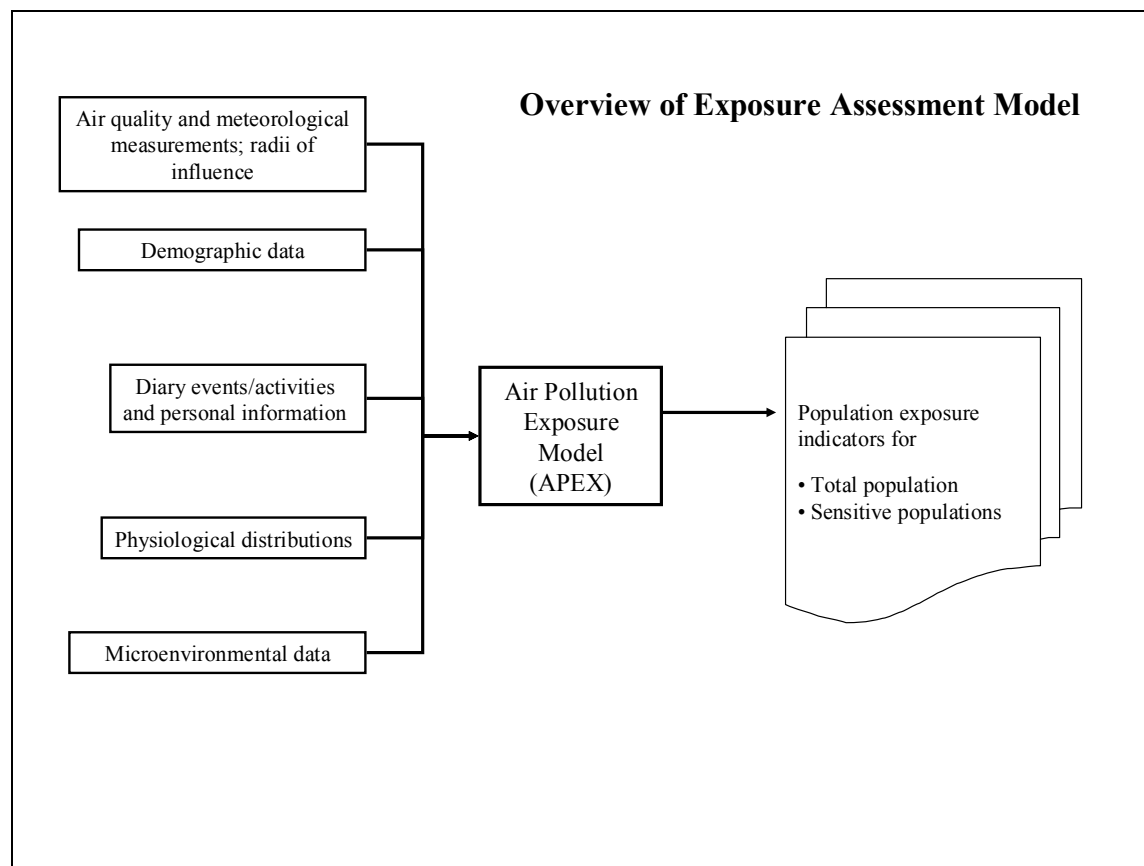 Overview of Exposure Assessment Model
Air quality and meteorological
measurements; radii of
influence
Demographic data
Diary events/activities
and personal information
Physiological distributions
Microenvironmental data
Air Pollution
Exposure
Model
(APEX)
Population exposure
indicators for
• Total population
• Sensitive populations